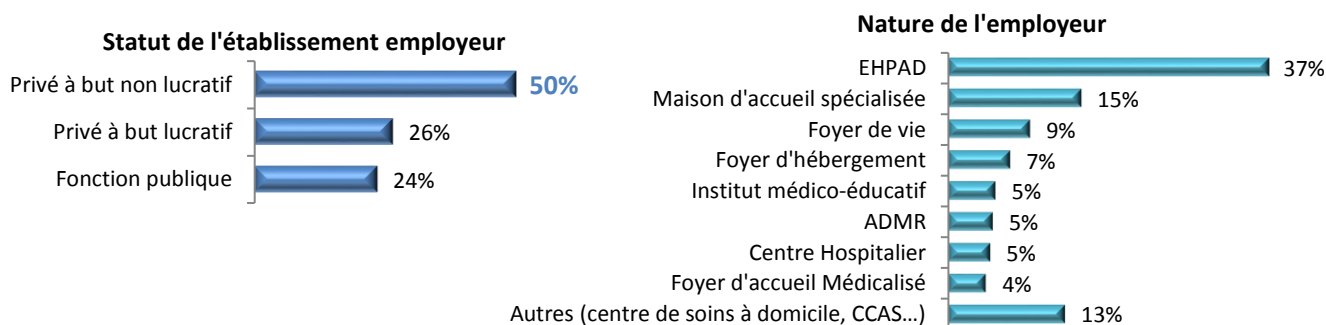 Statut de l'établissement employeur
Privé à but non lucratif 50%
Privé à but lucratif 26%
Fonction publique 24%
Nature de l'employeur
EHPAD 37%
Maison d'accueil spécialisée 15%
Foyer de vie 9%
Foyer d'hébergement 7%
Institut médico-éducatif 5%
ADMR 5%
Centre Hospitalier 5%
Foyer d'accueil Médicalisé 4%
Autres (centre de soins à domicile, CCAS…) 13%